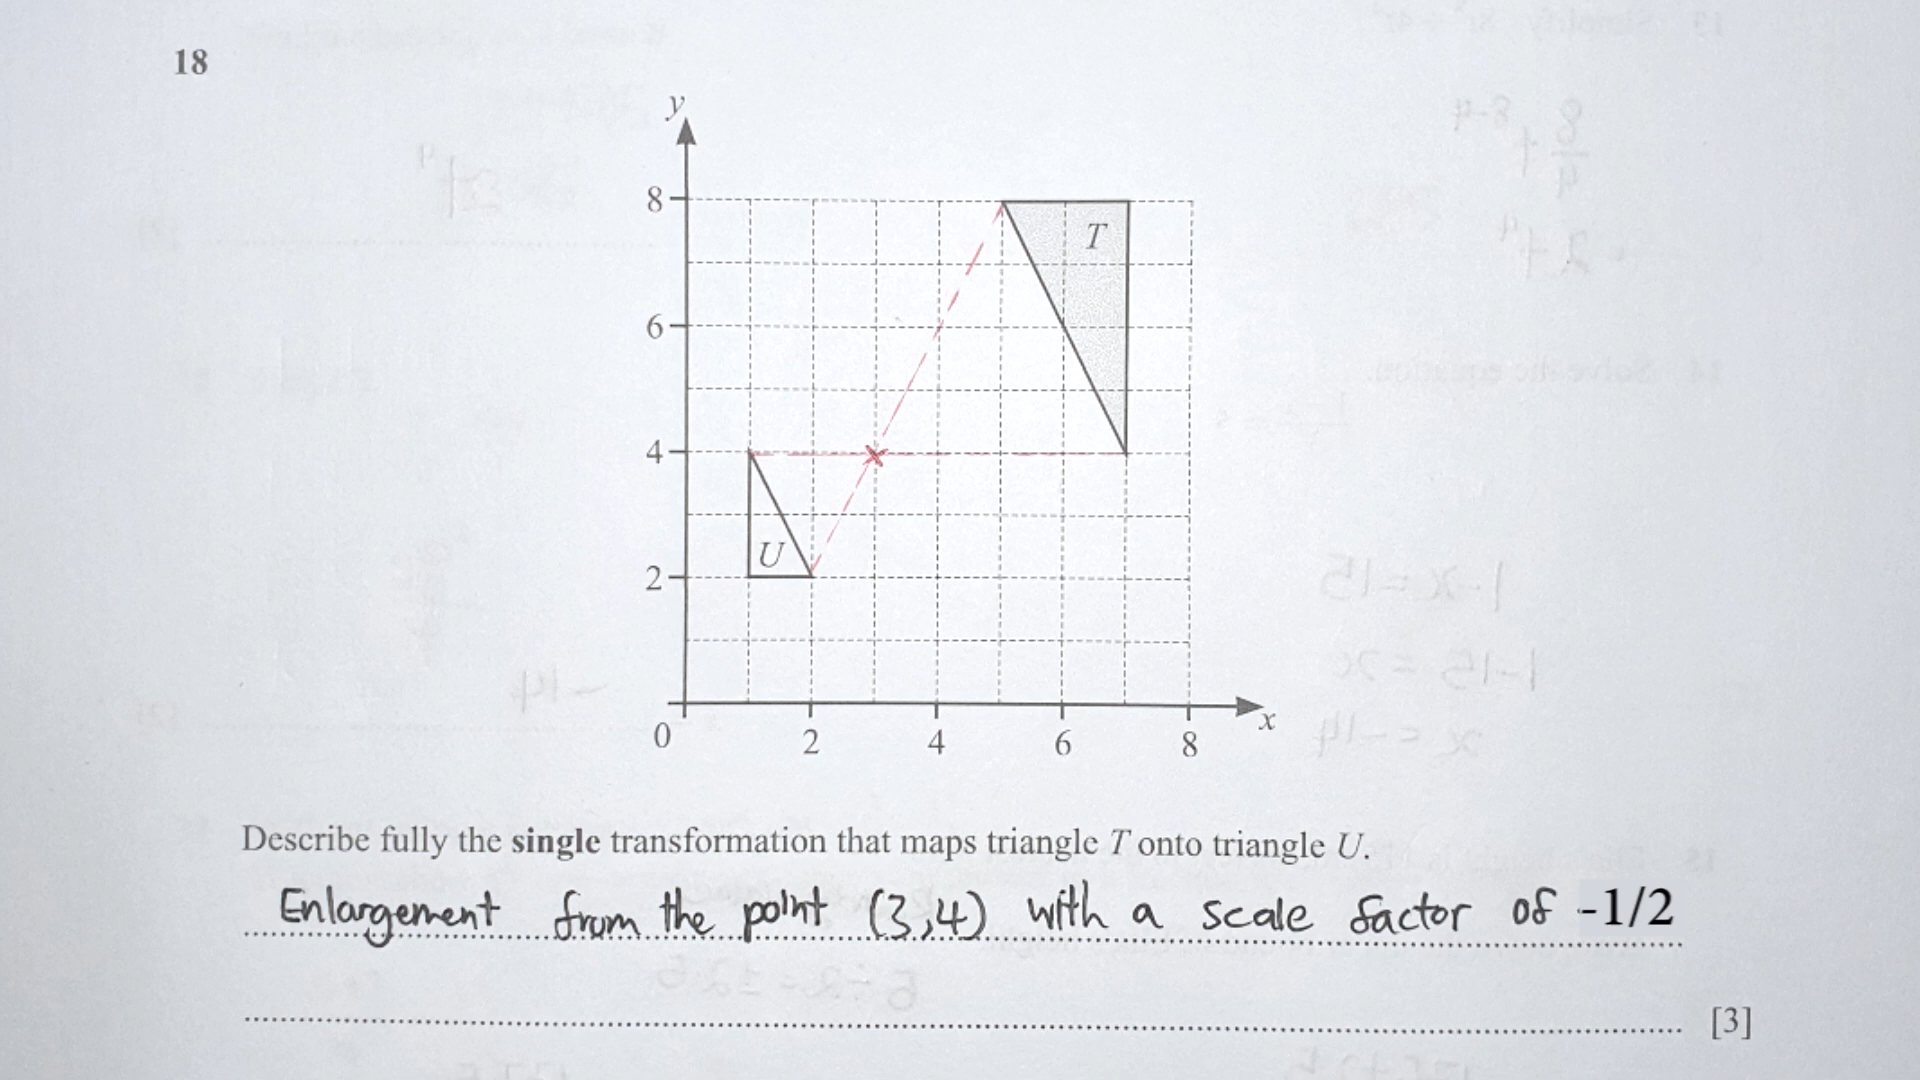 18
y
8
T
6
4
U
2
0 2 4 6 8 x
Describe fully the single transformation that maps triangle T onto triangle U.
Enlargement from the point (3,4) with a scale factor of -1/2
[3]